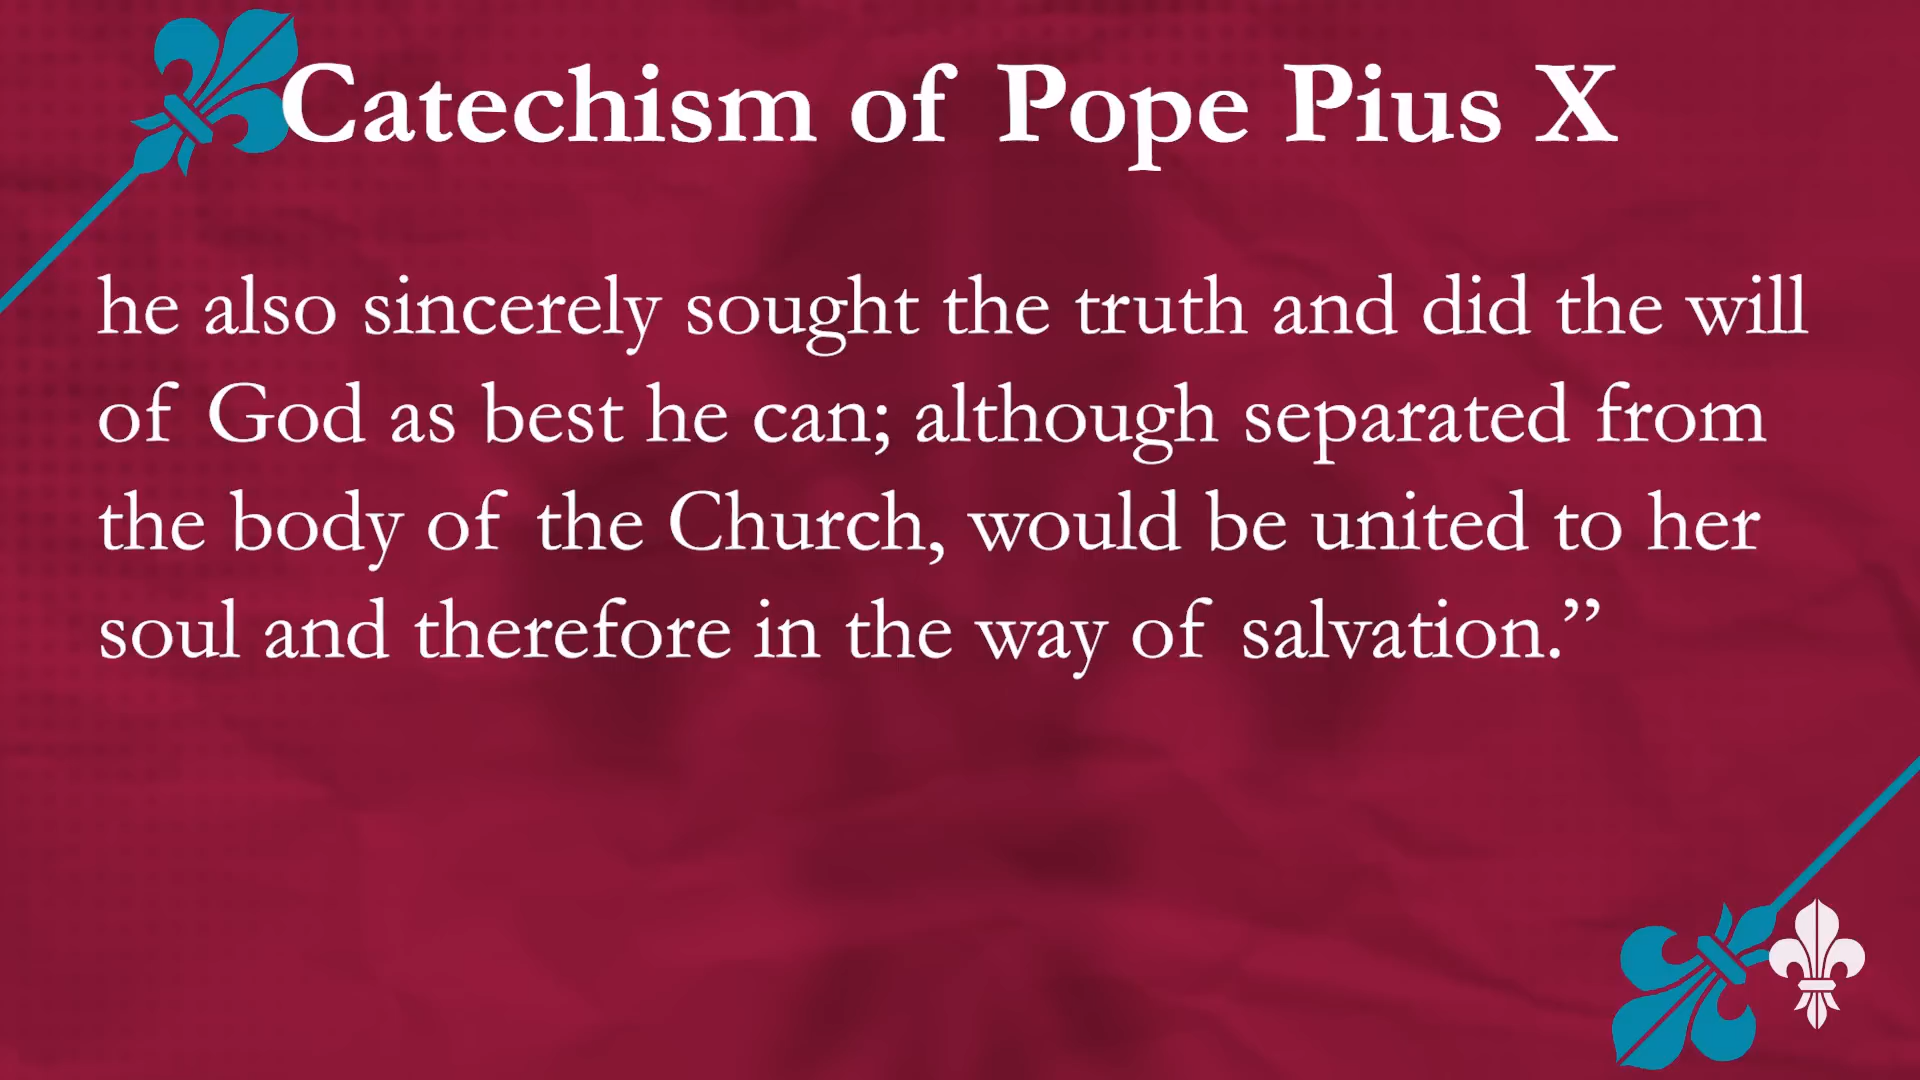 Catechism of Pope Pius X
he also sincerely sought the truth and did the will
of God as best he can; although separated from
the body of the Church, would be united to her
soul and therefore in the way of salvation.”